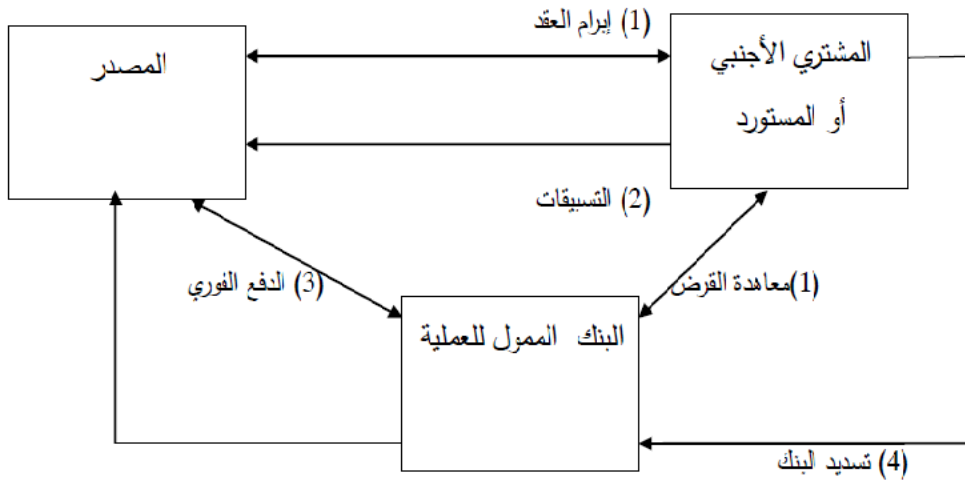 (1) إبرام العقد
المشتري الأجنبي
أو المستورد
المصدر
(2) التسبيقات
(1)معاهدة القرض
(3) الدفع الفوري
البنك الممول للعملية
(4) تسديد البنك